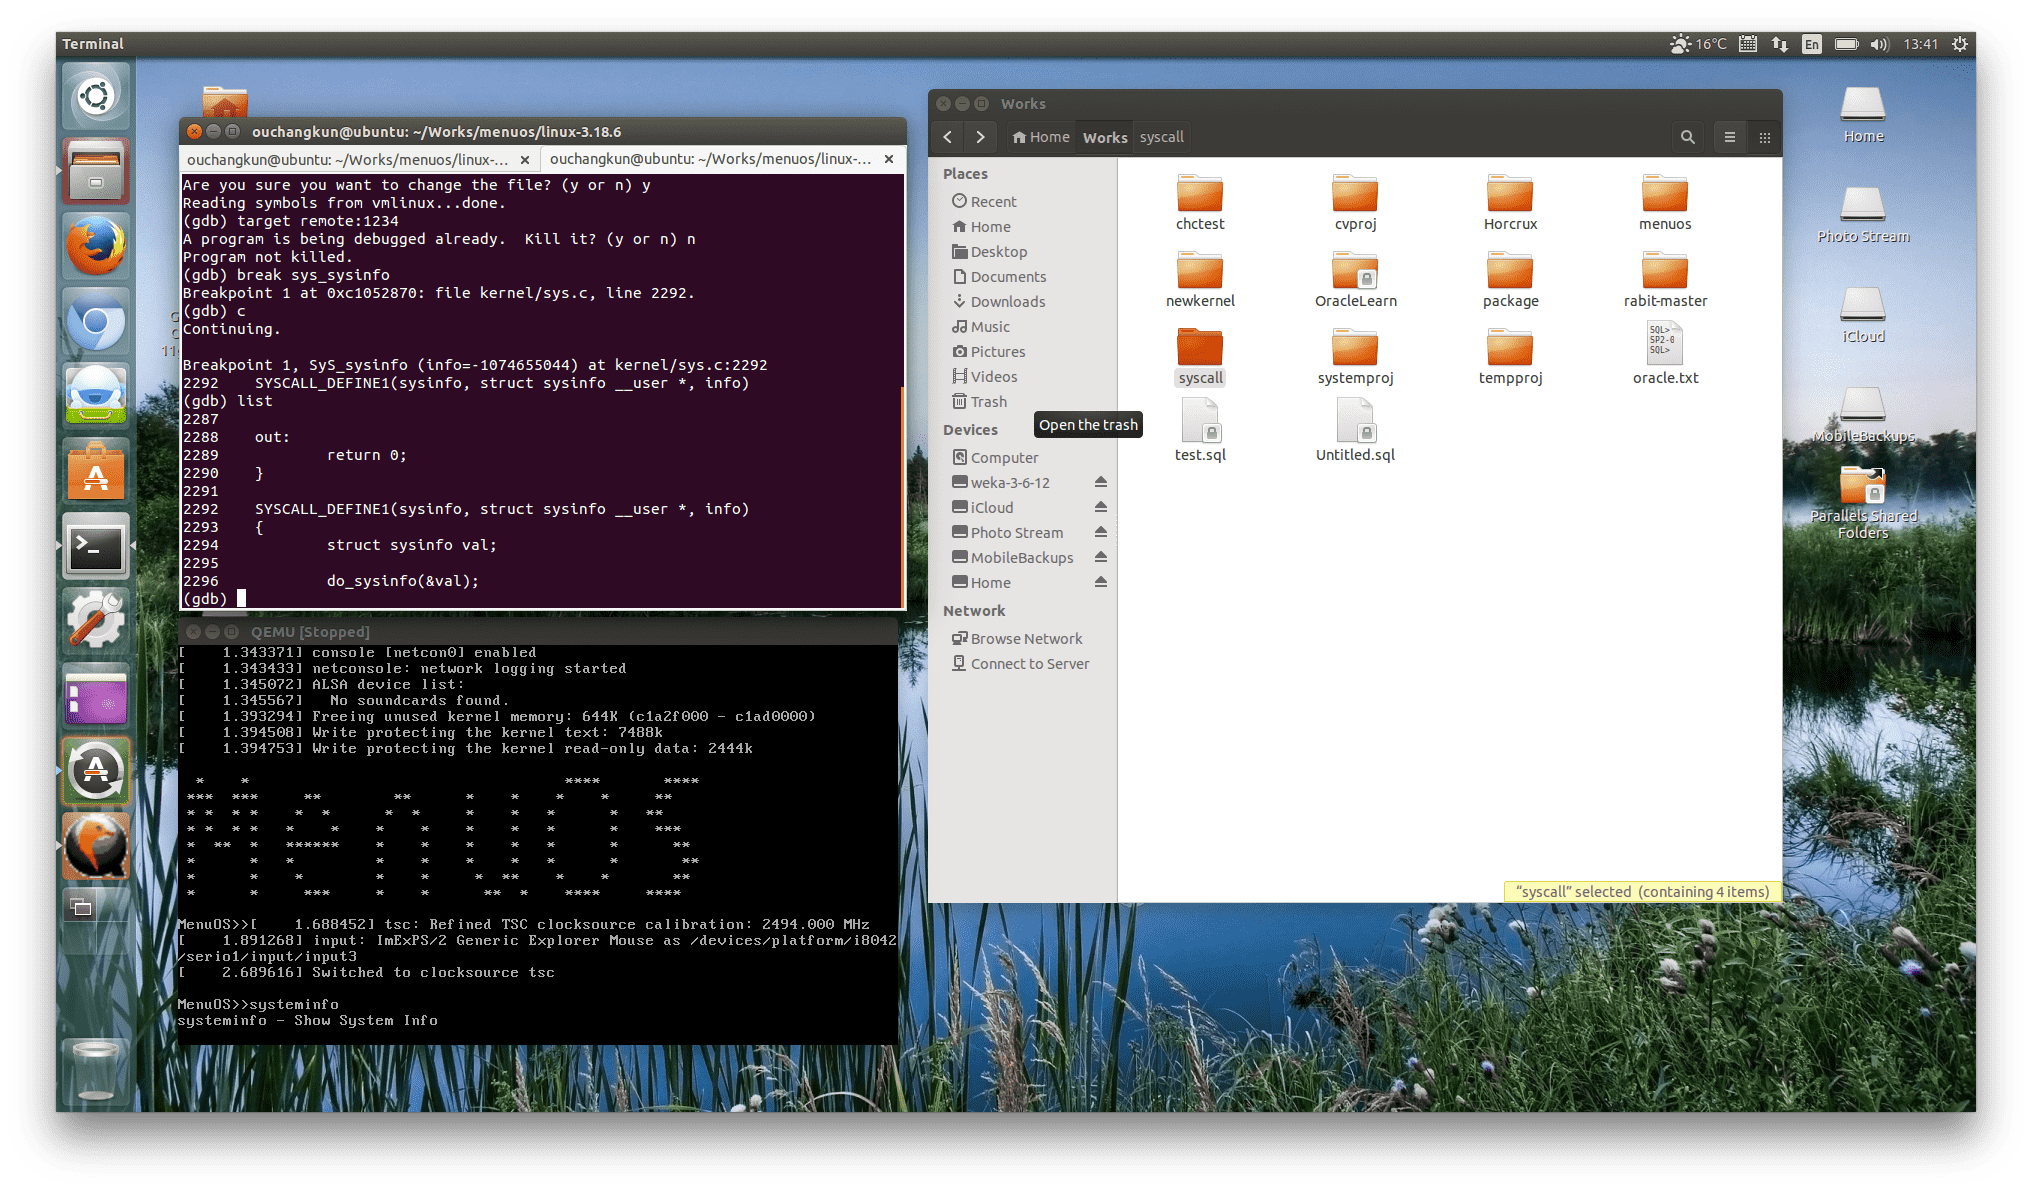 Terminal
16°C
En
13:41
ouchangkun@ubuntu: ~/Works/menuos/linux-3.18.6
ouchangkun@ubuntu: ~/Works/menuos/linux-...
ouchangkun@ubuntu: ~/Works/menuos/linux-...
Are you sure you want to change the file? (y or n) y
Reading symbols from vmlinux...done.
(gdb) target remote:1234
A program is being debugged already.  Kill it? (y or n) n
Program not killed.
(gdb) break sys_sysinfo
Breakpoint 1 at 0xc1052870: file kernel/sys.c, line 2292.
(gdb) c
Continuing.
Breakpoint 1, SyS_sysinfo (info=-1074655044) at kernel/sys.c:2292
2292    SYSCALL_DEFINE1(sysinfo, struct sysinfo __user *, info)
(gdb) list
2287
2288    out:
2289            return 0;
2290    }
2291
2292    SYSCALL_DEFINE1(sysinfo, struct sysinfo __user *, info)
2293    {
2294            struct sysinfo val;
2295
2296            do_sysinfo(&val);
(gdb)
QEMU [Stopped]
[    1.343371] console [netcon0] enabled
[    1.343433] netconsole: network logging started
[    1.345072] ALSA device list:
[    1.345567]   No soundcards found.
[    1.393294] Freeing unused kernel memory: 644K (c1a2f000 - c1ad0000)
[    1.394508] Write protecting the kernel text: 7488k
[    1.394753] Write protecting the kernel read-only data: 2444k
MenuOS
MenuOS>>[    1.688452] tsc: Refined TSC clocksource calibration: 2494.000 MHz
[    1.891268] input: ImExPS/2 Generic Explorer Mouse as /devices/platform/i8042
/serio1/input/input3
[    2.689616] Switched to clocksource tsc
MenuOS>>systeminfo
systeminfo - Show System Info
Works
Home
Works
syscall
Places
Recent
Home
Desktop
Documents
Downloads
Music
Pictures
Videos
Trash
Open the trash
Devices
Computer
weka-3-6-12
iCloud
Photo Stream
MobileBackups
Home
Network
Browse Network
Connect to Server
chctest
cvproj
Horcrux
menuos
newkernel
OracleLearn
package
rabit-master
syscall
systemproj
tempproj
SQL>
SP2-0
SQL>
oracle.txt
test.sql
Untitled.sql
“syscall” selected  (containing 4 items)
Home
Photo Stream
iCloud
MobileBackups
Parallels Shared
Folders